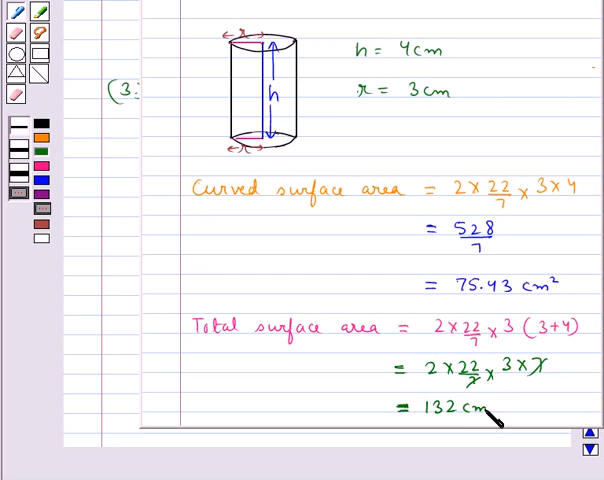 r
h = 4cm
(3.
h
r = 3cm
r
Curved surface area = 2 × 22/7 × 3 × 4
= 528/7
= 75.43 cm²
Total surface area = 2 × 22/7 × 3 (3+4)
= 2 × 22/7 × 3 × 7
= 132 cm